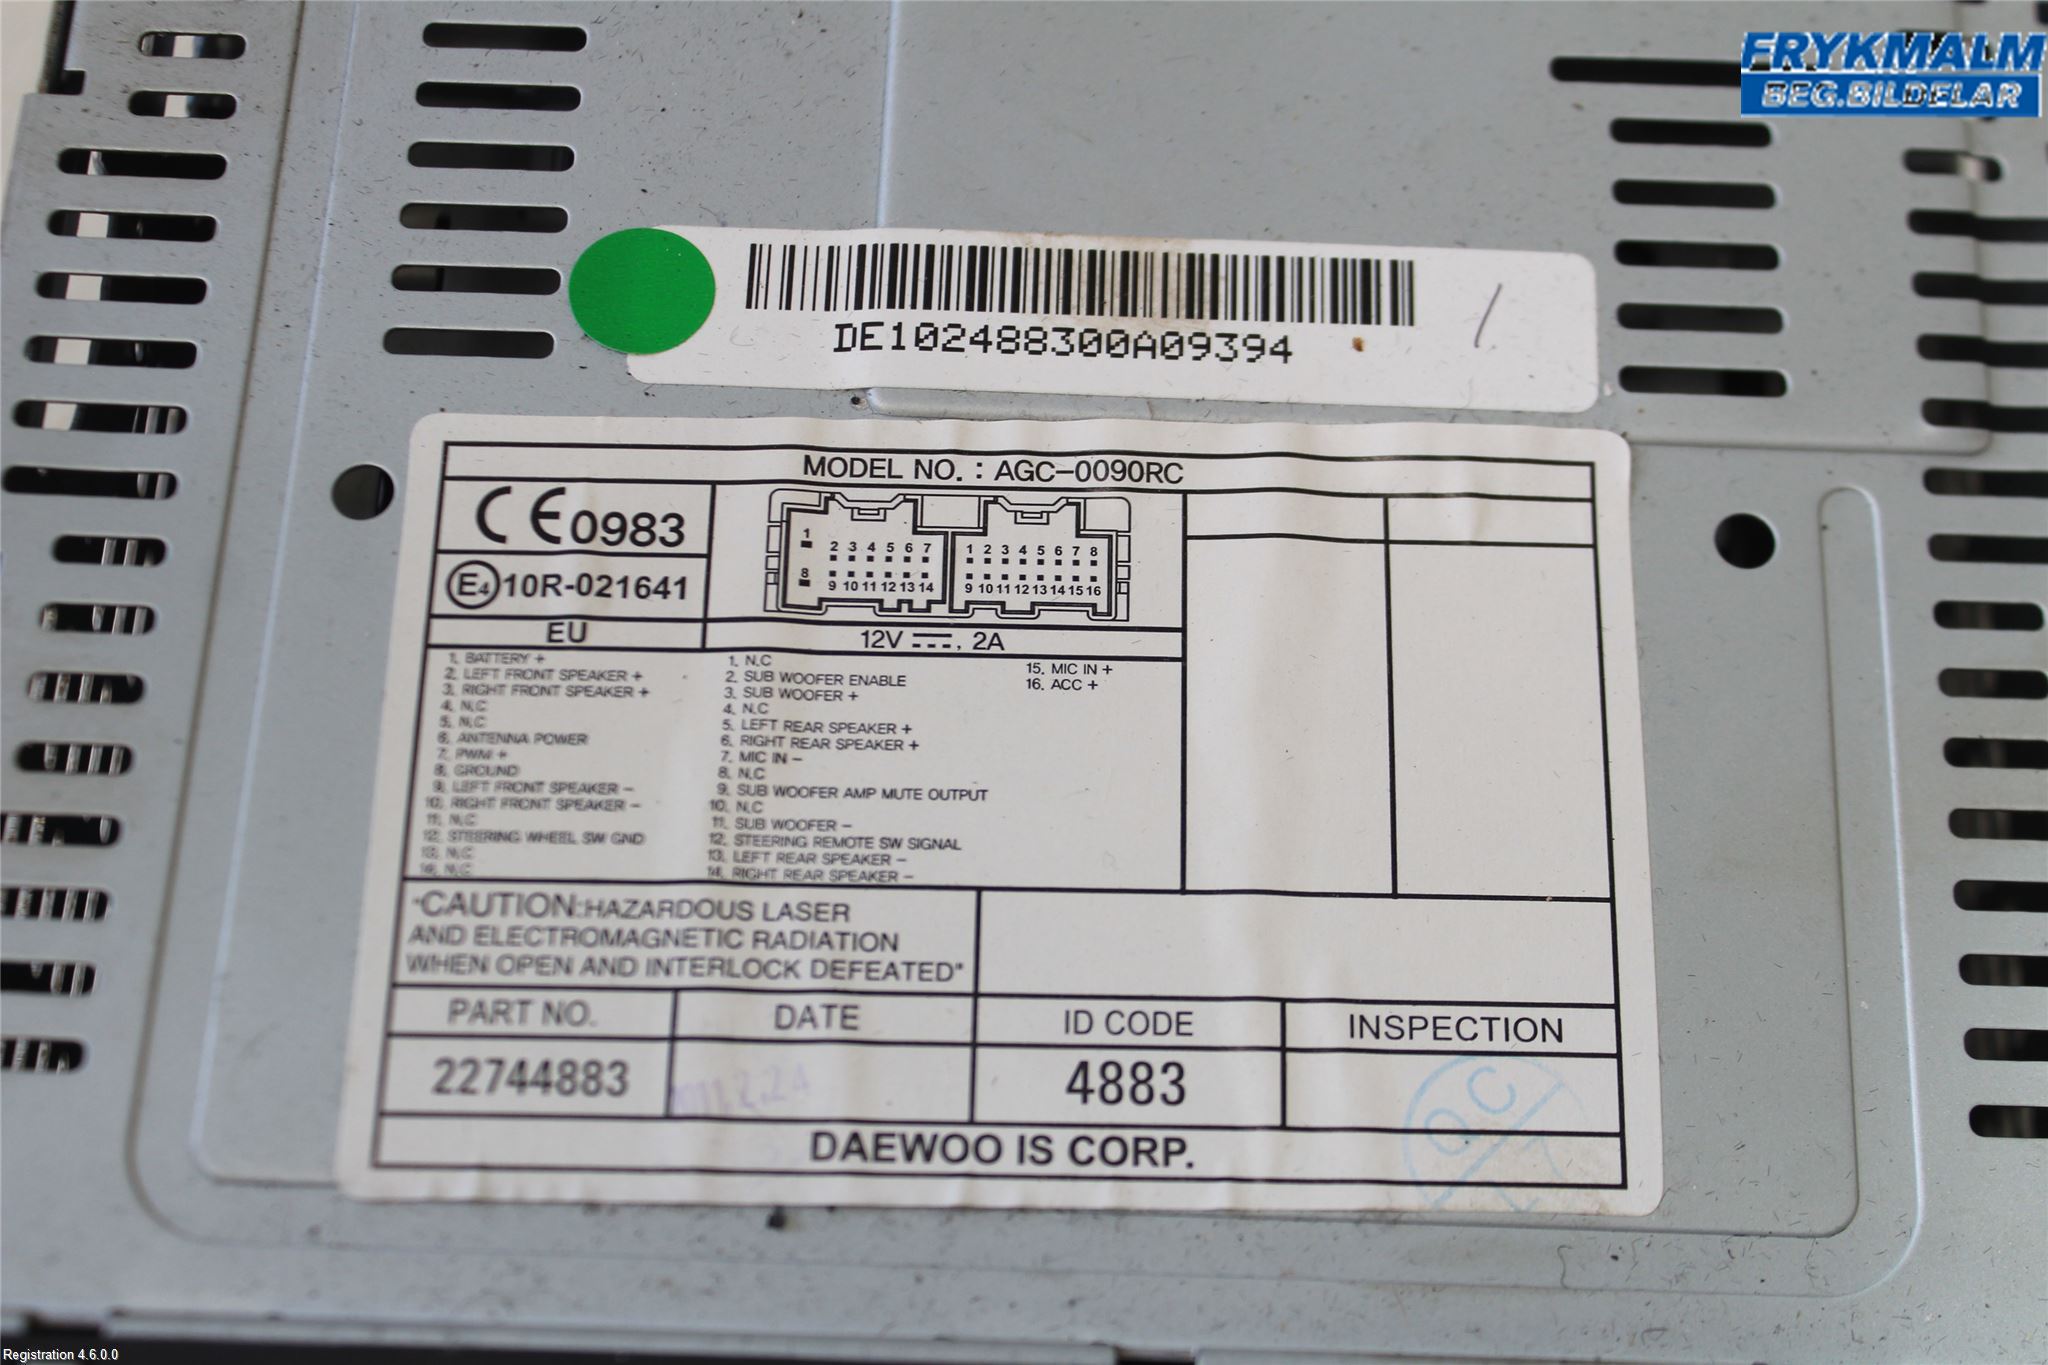 FRYKMALM
BEG.BILDELAR
DE102488300A09394
MODEL NO. : AGC-0090RC
CE0983
E4 10R-021641
1 2 3 4 5 6 7
8 9 10 11 12 13 14
1 2 3 4 5 6 7 8
9 10 11 12 13 14 15 16
EU
12V , 2A
1. BATTERY +
2. LEFT FRONT SPEAKER +
3. RIGHT FRONT SPEAKER +
4. N.C
5. N.C
6. ANTENNA POWER
7. PWM +
8. GROUND
9. LEFT FRONT SPEAKER -
10. RIGHT FRONT SPEAKER -
11. N.C
12. STEERING WHEEL SW GND
13. N.C
14. N.C
1. N.C
2. SUB WOOFER ENABLE
3. SUB WOOFER +
4. N.C
5. LEFT REAR SPEAKER +
6. RIGHT REAR SPEAKER +
7. MIC IN -
8. N.C
9. SUB WOOFER AMP MUTE OUTPUT
10. N.C
11. SUB WOOFER -
12. STEERING REMOTE SW SIGNAL
13. LEFT REAR SPEAKER -
14. RIGHT REAR SPEAKER -
15. MIC IN +
16. ACC +
"CAUTION:HAZARDOUS LASER
AND ELECTROMAGNETIC RADIATION
WHEN OPEN AND INTERLOCK DEFEATED"
PART NO. DATE ID CODE INSPECTION
22744883 4883 QC
DAEWOO IS CORP.
Registration 4.6.0.0